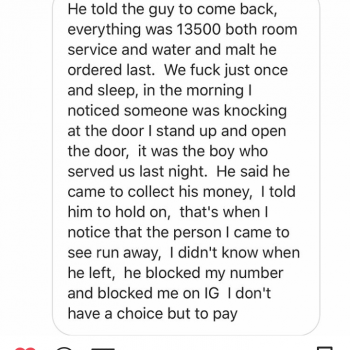 He told the guy to come back,
everything was 13500 both room
service and water and malt he
ordered last.  We fuck just once
and sleep, in the morning I
noticed someone was knocking
at the door I stand up and open
the door,  it was the boy who
served us last night.  He said he
came to collect his money,  I told
him to hold on,  that's when I
notice that the person I came to
see run away,  I didn't know when
he left,  he blocked my number
and blocked me on IG  I don't
have a choice but to pay